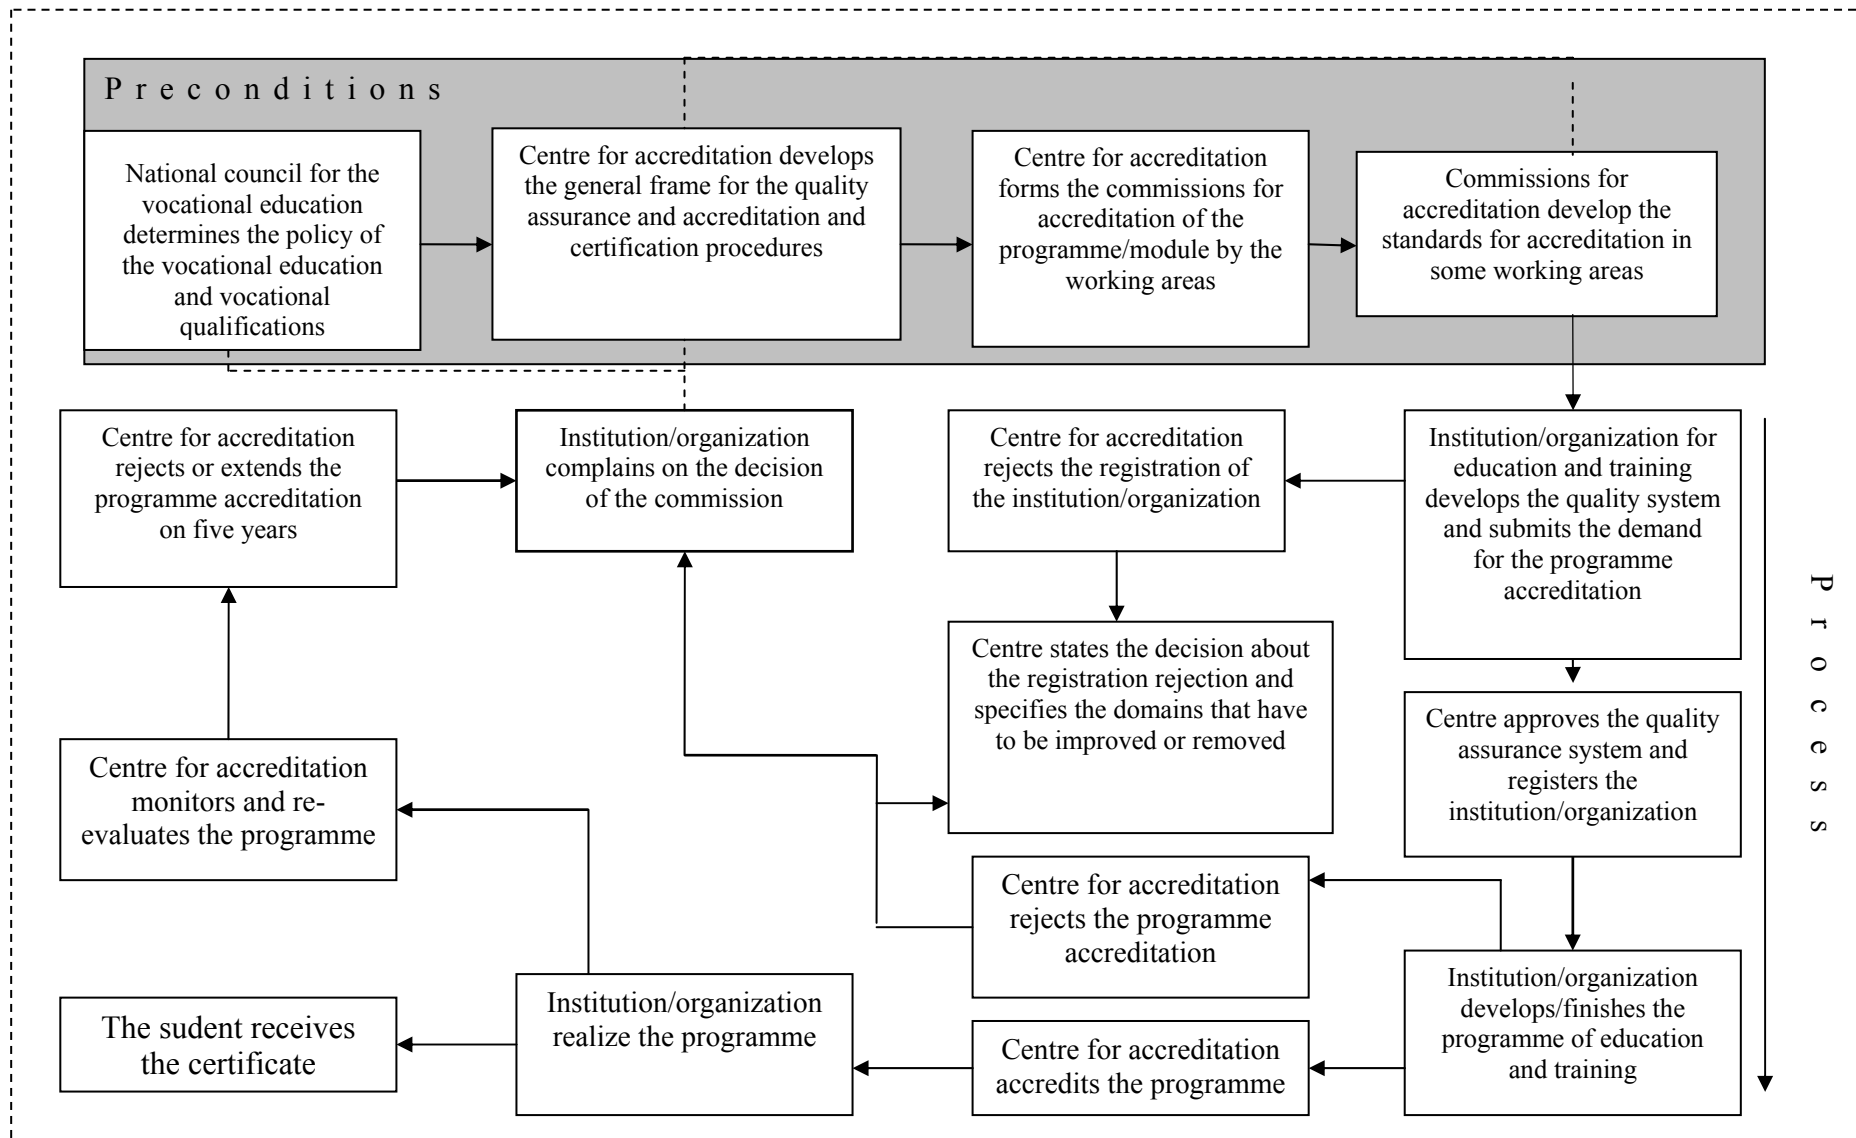 P r e c o n d i t i o n s
National council for the
vocational education
determines the policy of
the vocational education
and vocational
qualifications
Centre for accreditation develops
the general frame for the quality
assurance and accreditation and
certification procedures
Centre for accreditation
forms the commissions for
accreditation of the
programme/module by the
working areas
Commissions for
accreditation develop the
standards for accreditation in
some working areas
Centre for accreditation
rejects or extends the
programme accreditation
on five years
Institution/organization
complains on the decision
of the commission
Centre for accreditation
rejects the registration of
the institution/organization
Institution/organization for
education and training
develops the quality system
and submits the demand
for the programme
accreditation
P r o c e s s
Centre states the decision about
the registration rejection and
specifies the domains that have
to be improved or removed
Centre approves the quality
assurance system and
registers the
institution/organization
Centre for accreditation
monitors and re-
evaluates the programme
Centre for accreditation
rejects the programme
accreditation
Institution/organization
develops/finishes the
programme of education
and training
Institution/organization
realize the programme
The sudent receives
the certificate
Centre for accreditation
accredits the programme